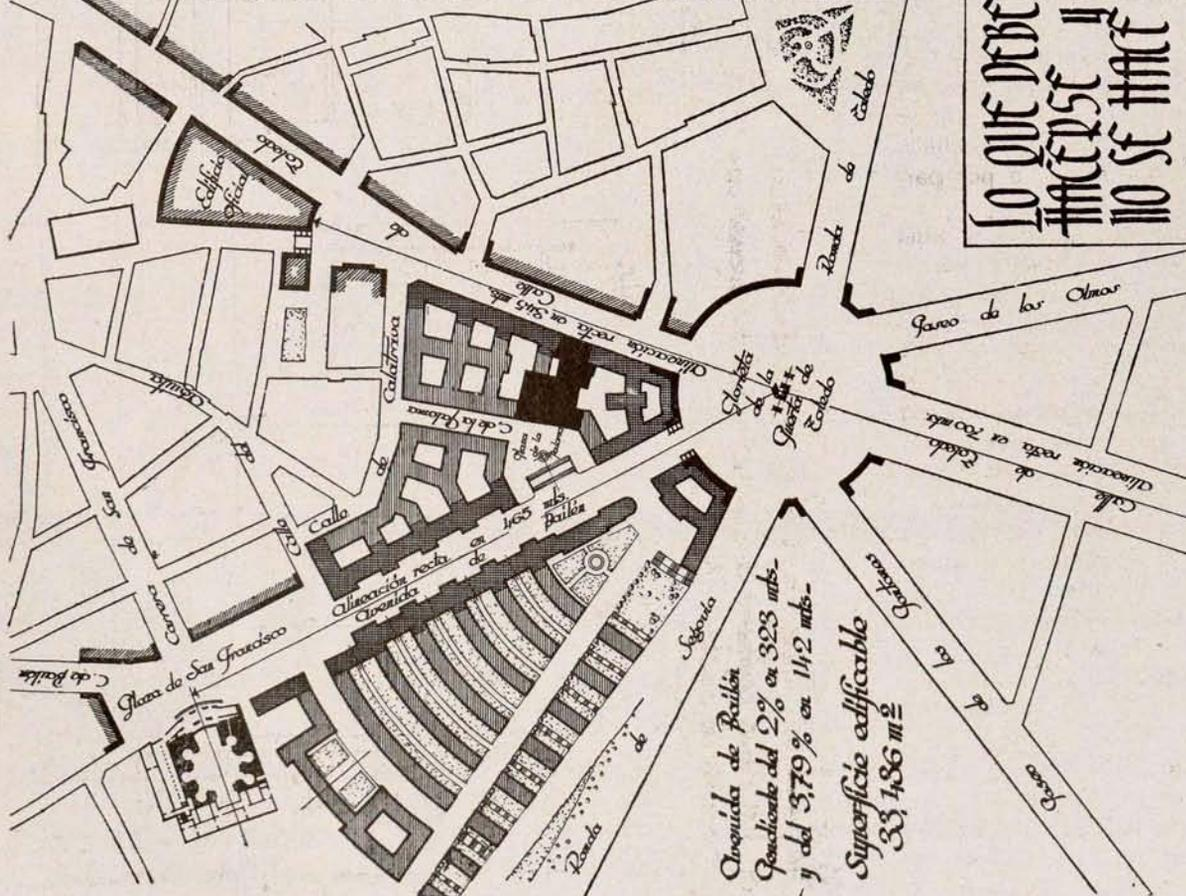 LO QUE DEBE
HACERSE Y
NO SE HACE
Edificio
Oficial
Calle de Toledo
Alineación recta en 345 mts.
Ronda de Toledo
Paseo de los Olmos
Glorieta
de la
Puerta de
Toledo
Calle de Toledo
Alineación recta en 700 mts.
Paseo de los Pontones
Ronda de Segovia
Calle de Calatrava
C. de la Paloma
Plaza de la Paloma
Calle del Aguila
Carrera de San Francisco
C. de Bailén
Plaza de San Francisco
Alineación recta en 465 mts.
Avenida de Bailén
Avenida de Bailén
Pendiente del 2% en 323 mts-
y del 3,79% en 142 mts-
Superficie edificable
33,486 m²